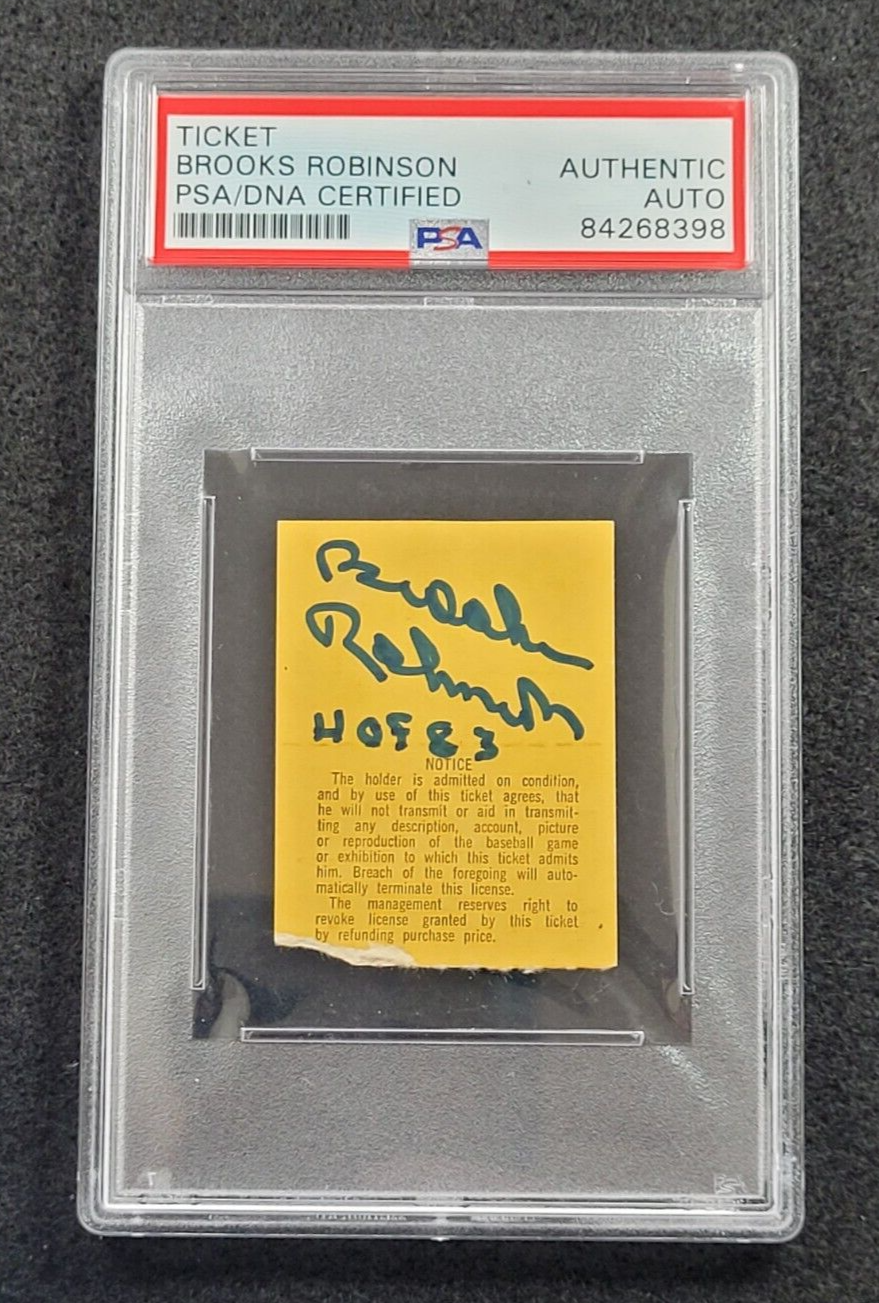 TICKET
BROOKS ROBINSON
PSA/DNA CERTIFIED
AUTHENTIC
AUTO
84268398
PSA
Brooks
Robinson
HOF 83
NOTICE
The holder is admitted on condition,
and by use of this ticket agrees, that
he will not transmit or aid in transmit-
ting any description, account, picture
or reproduction of the baseball game
or exhibition to which this ticket admits
him. Breach of the foregoing will auto-
matically terminate this license.
The management reserves right to
revoke license granted by this ticket
by refunding purchase price.